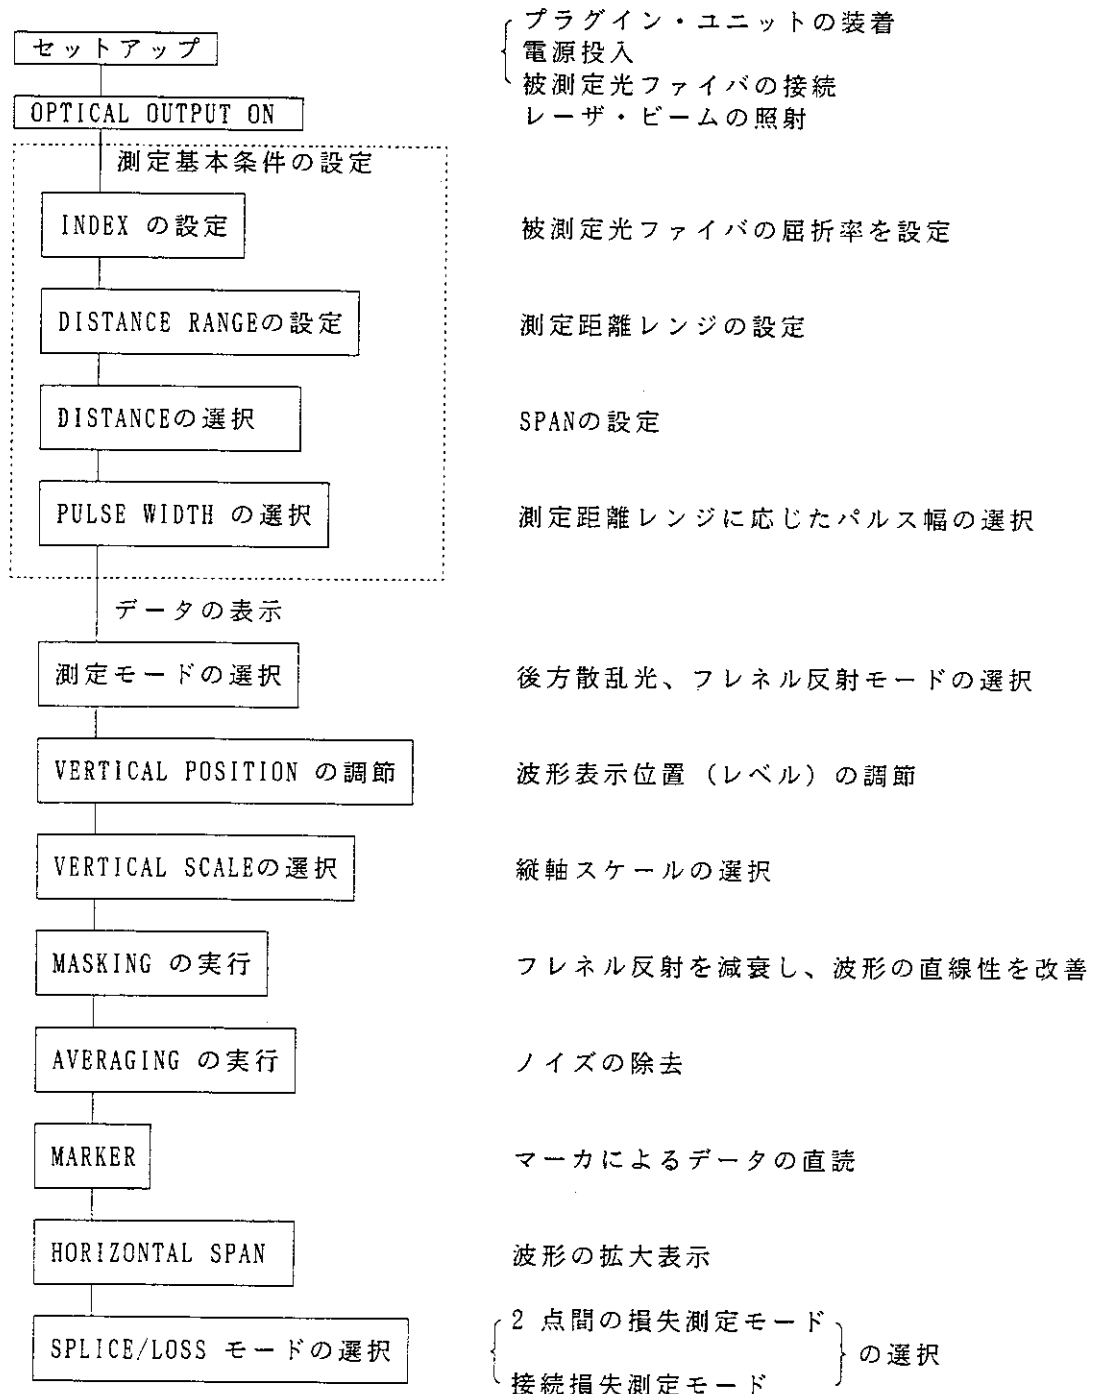 プラグイン・ユニットの装着
セットアップ
電源投入
被測定光ファイバの接続
OPTICAL OUTPUT ON
レーザ・ビームの照射
測定基本条件の設定
INDEX の設定
被測定光ファイバの屈折率を設定
DISTANCE RANGEの設定
測定距離レンジの設定
DISTANCEの選択
SPANの設定
PULSE WIDTH の選択
測定距離レンジに応じたパルス幅の選択
データの表示
測定モードの選択
後方散乱光、フレネル反射モードの選択
VERTICAL POSITION の調節
波形表示位置（レベル）の調節
VERTICAL SCALEの選択
縦軸スケールの選択
MASKING の実行
フレネル反射を減衰し、波形の直線性を改善
AVERAGING の実行
ノイズの除去
MARKER
マーカによるデータの直読
HORIZONTAL SPAN
波形の拡大表示
SPLICE/LOSS モードの選択
2 点間の損失測定モード
の選択
接続損失測定モード